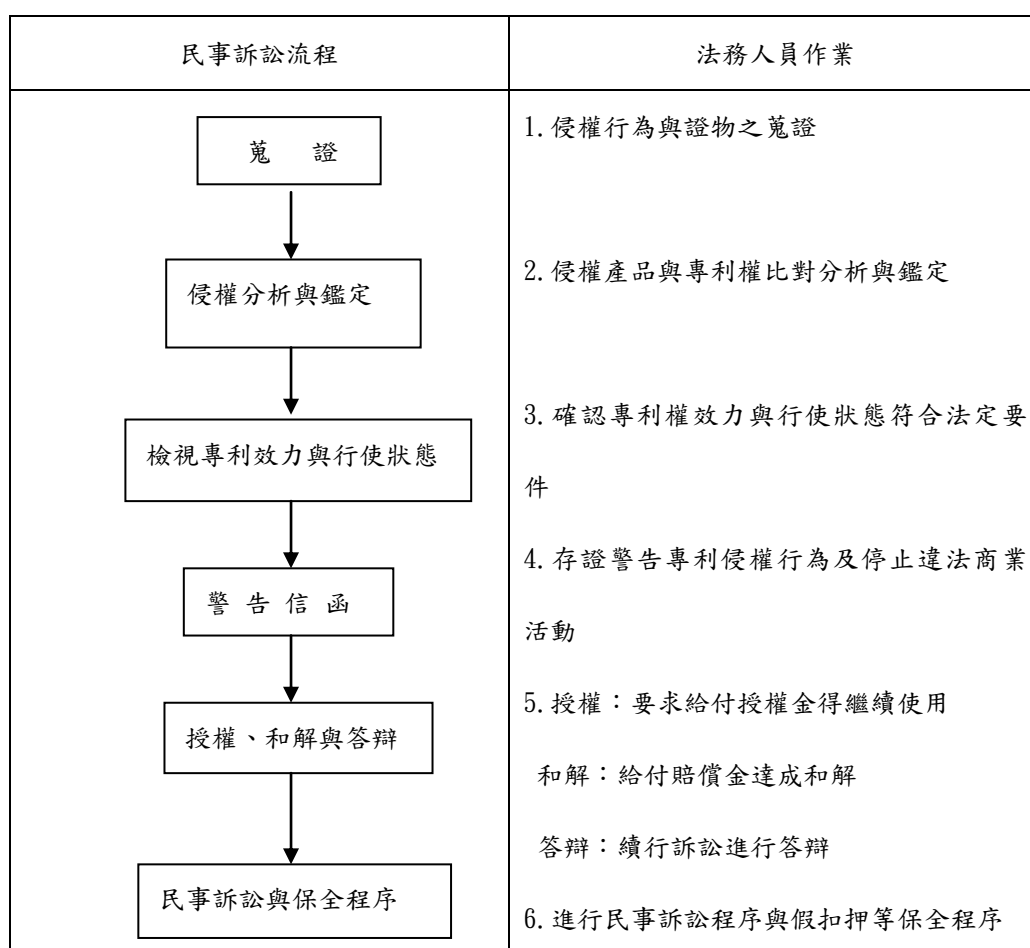 民事訴訟流程
法務人員作業
蒐 證
1.侵權行為與證物之蒐證
侵權分析與鑑定
2.侵權產品與專利權比對分析與鑑定
檢視專利效力與行使狀態
3.確認專利權效力與行使狀態符合法定要
件
警 告 信 函
4.存證警告專利侵權行為及停止違法商業
活動
授權、和解與答辯
5.授權：要求給付授權金得繼續使用
和解：給付賠償金達成和解
答辯：續行訴訟進行答辯
民事訴訟與保全程序
6.進行民事訴訟程序與假扣押等保全程序